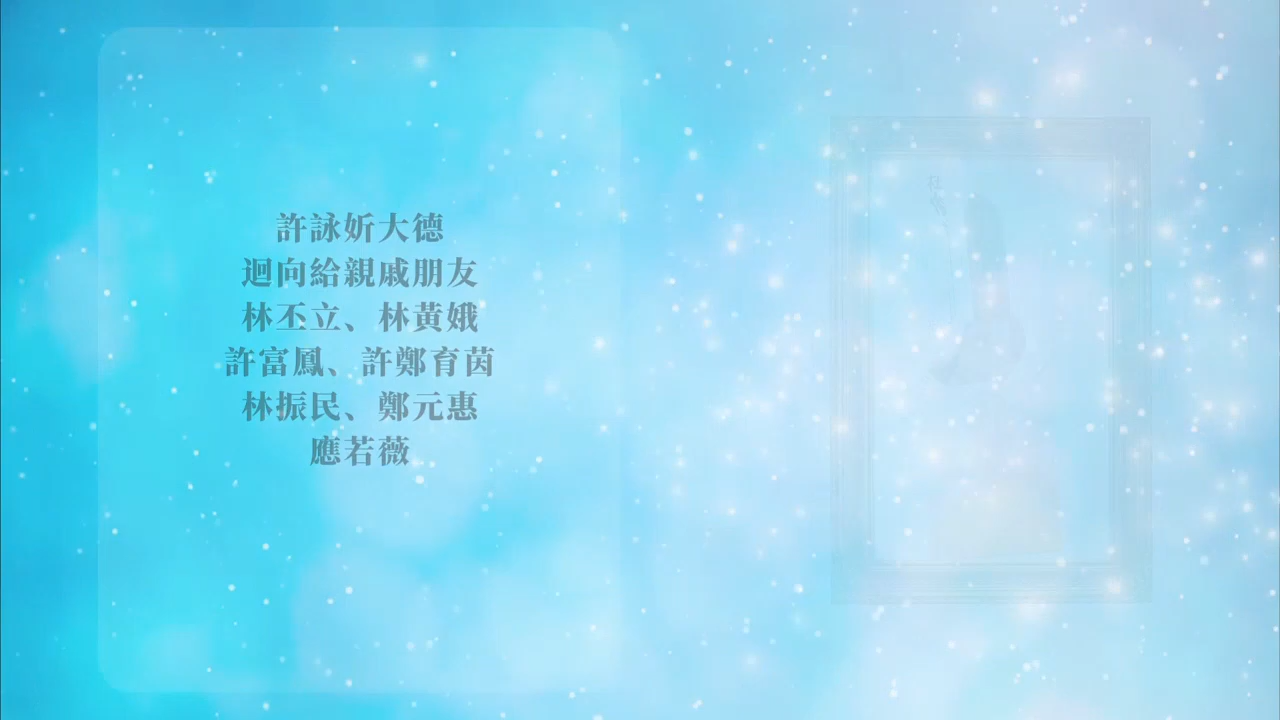 許詠妡大德
迴向給親戚朋友
林丕立、林黃娥
許富鳳、許鄭育茵
林振民、鄭元惠
應若薇